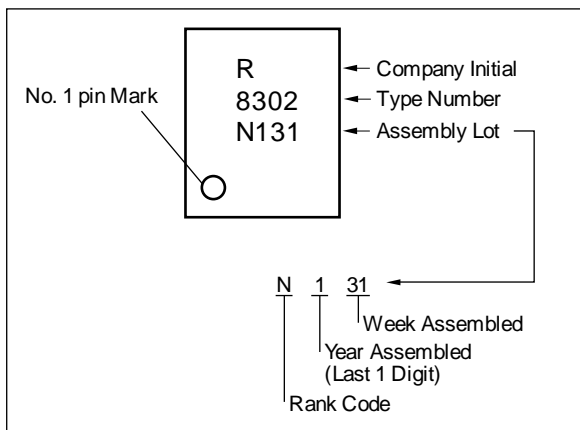 R
8302
N131
No. 1 pin Mark
Company Initial
Type Number
Assembly Lot
N 1 31
Week Assembled
Year Assembled
(Last 1 Digit)
Rank Code